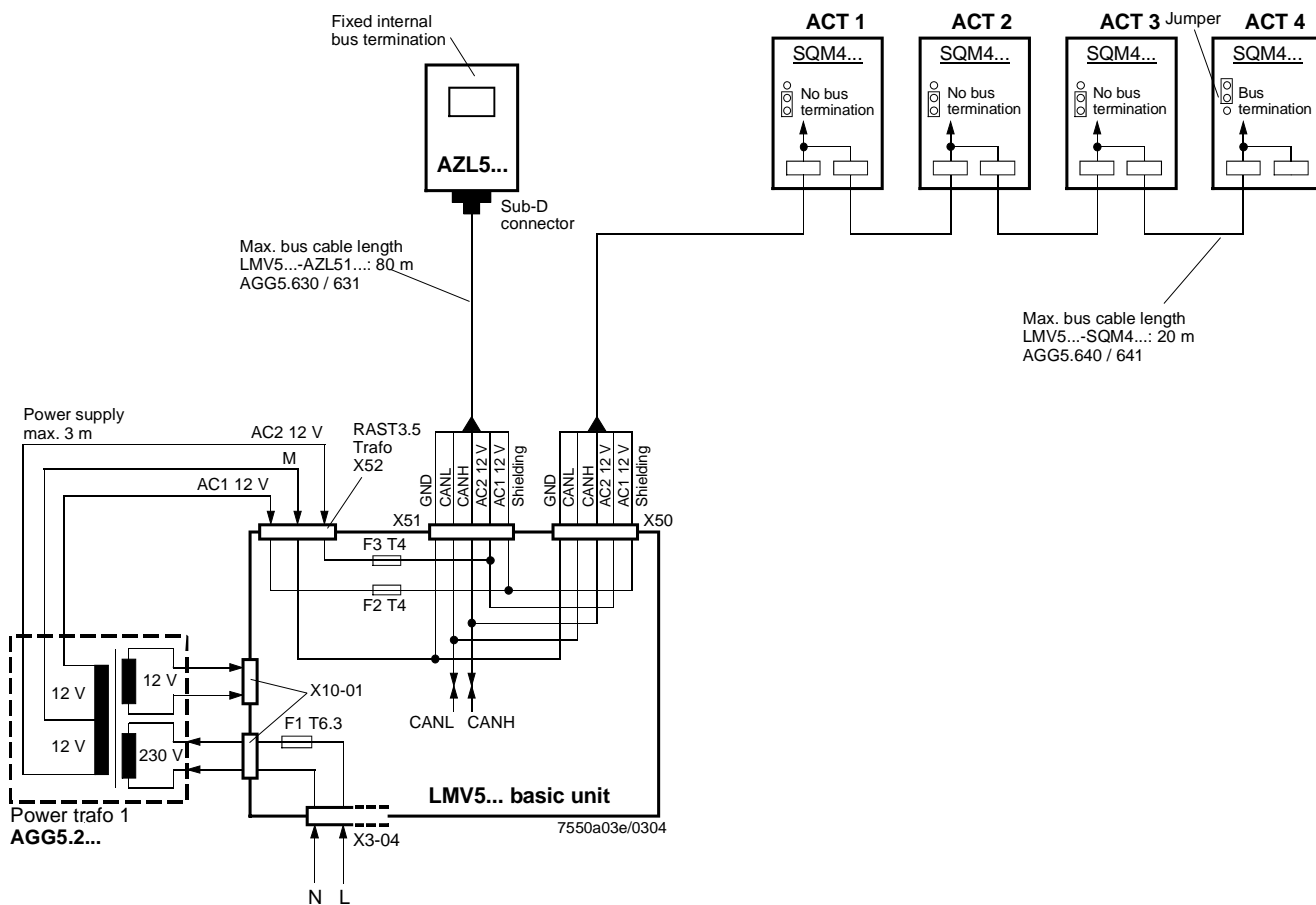 Fixed internal
bus termination
AZL5...
Sub-D
connector
Max. bus cable length
LMV5...-AZL51...: 80 m
AGG5.630 / 631
ACT 1
SQM4...
No bus
termination
ACT 2
SQM4...
No bus
termination
ACT 3
SQM4...
No bus
termination
Jumper
ACT 4
SQM4...
Bus
termination
Max. bus cable length
LMV5...-SQM4...: 20 m
AGG5.640 / 641
Power supply
max. 3 m
AC2 12 V
M
AC1 12 V
RAST3.5
Trafo
X52
GND
CANL
CANH
AC2 12 V
AC1 12 V
Shielding
GND
CANL
CANH
AC2 12 V
AC1 12 V
Shielding
X51
X50
F3 T4
F2 T4
12 V
12 V
12 V
230 V
X10-01
F1 T6.3
CANL
CANH
LMV5... basic unit
7550a03e/0304
Power trafo 1
AGG5.2...
X3-04
N
L